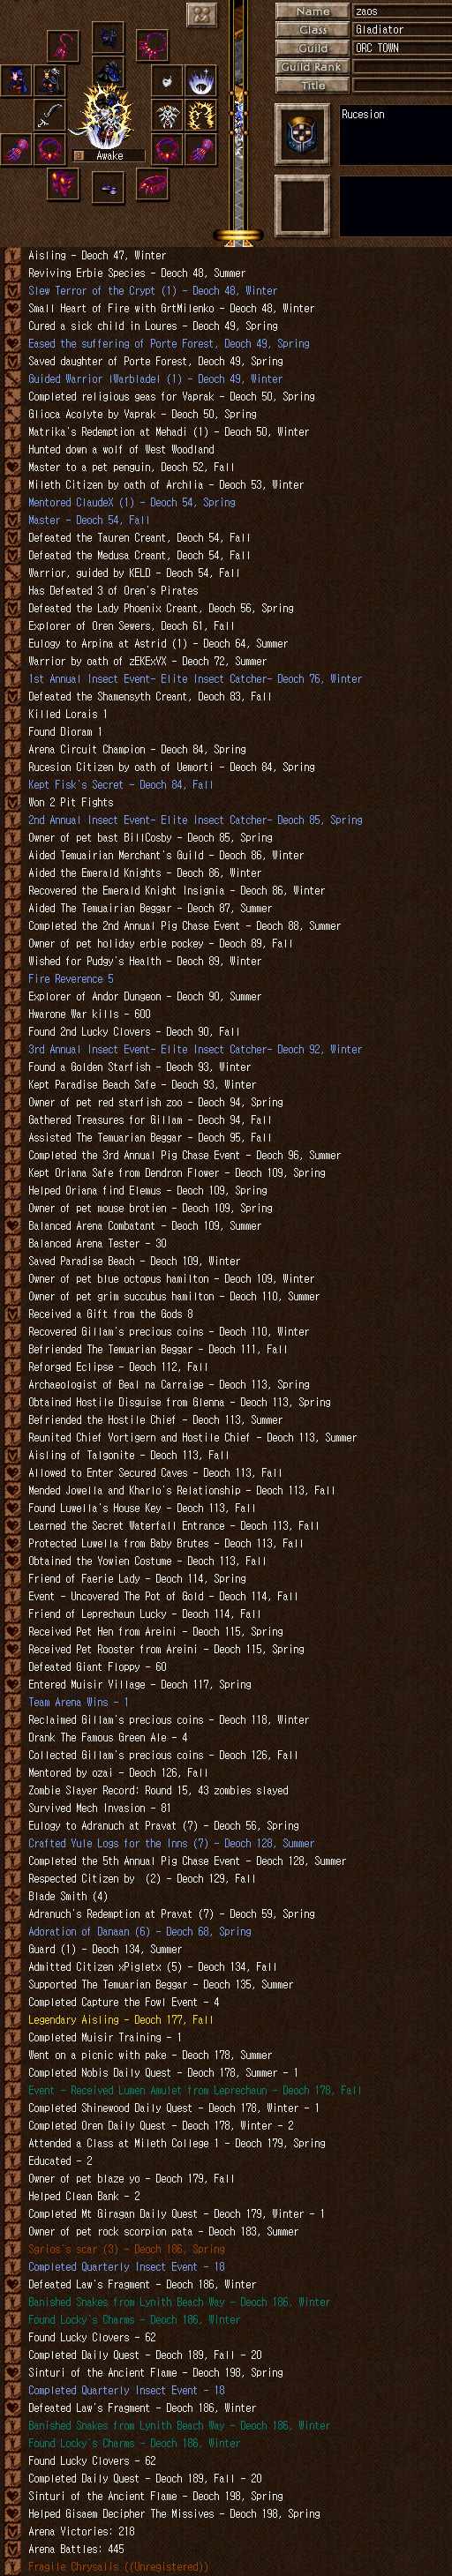 Name zaos
Class Gladiator
Guild ORC TOWN
Guild Rank
Title
Awake
Rucesion
Aisling - Deoch 47, Winter
Reviving Erbie Species - Deoch 48, Summer
Slew Terror of the Crypt (1) - Deoch 48, Winter
Small Heart of Fire with GrtMilenko - Deoch 48, Winter
Cured a sick child in Loures - Deoch 49, Spring
Eased the suffering of Porte Forest, Deoch 49, Spring
Saved daughter of Porte Forest, Deoch 49, Spring
Guided Warrior lWarbladel (1) - Deoch 49, Winter
Completed religious geas for Yaprak - Deoch 50, Spring
Glioca Acolyte by Yaprak - Deoch 50, Spring
Matrika's Redemption at Mehadi (1) - Deoch 50, Winter
Hunted down a wolf of West Woodland
Master to a pet penguin, Deoch 52, Fall
Mileth Citizen by oath of Archlia - Deoch 53, Winter
Mentored ClaudeX (1) - Deoch 54, Spring
Master - Deoch 54, Fall
Defeated the Tauren Creant, Deoch 54, Fall
Defeated the Medusa Creant, Deoch 54, Fall
Warrior, guided by KELD - Deoch 54, Fall
Has Defeated 3 of Oren's Pirates
Defeated the Lady Phoenix Creant, Deoch 56, Spring
Explorer of Oren Sewers, Deoch 61, Fall
Eulogy to Arpina at Astrid (1) - Deoch 64, Summer
Warrior by oath of zEKExVX - Deoch 72, Summer
1st Annual Insect Event- Elite Insect Catcher- Deoch 76, Winter
Defeated the Shamensyth Creant, Deoch 83, Fall
Killed Lorais 1
Found Dioram 1
Arena Circuit Champion - Deoch 84, Spring
Rucesion Citizen by oath of Uemorti - Deoch 84, Spring
Kept Fisk's Secret - Deoch 84, Fall
Won 2 Pit Fights
2nd Annual Insect Event- Elite Insect Catcher- Deoch 85, Spring
Owner of pet bast BillCosby - Deoch 85, Spring
Aided Temuairian Merchant's Guild - Deoch 86, Winter
Aided the Emerald Knights - Deoch 86, Winter
Recovered the Emerald Knight Insignia - Deoch 86, Winter
Aided The Temuairian Beggar - Deoch 87, Summer
Completed the 2nd Annual Pig Chase Event - Deoch 88, Summer
Owner of pet holiday erbie pockey - Deoch 89, Fall
Wished for Pudgy's Health - Deoch 89, Winter
Fire Reverence 5
Explorer of Andor Dungeon - Deoch 90, Summer
Hwarone War kills - 600
Found 2nd Lucky Clovers - Deoch 90, Fall
3rd Annual Insect Event- Elite Insect Catcher- Deoch 92, Winter
Found a Golden Starfish - Deoch 93, Winter
Kept Paradise Beach Safe - Deoch 93, Winter
Owner of pet red starfish zoo - Deoch 94, Spring
Gathered Treasures for Gillam - Deoch 94, Fall
Assisted The Temuarian Beggar - Deoch 95, Fall
Completed the 3rd Annual Pig Chase Event - Deoch 96, Summer
Kept Oriana Safe from Dendron Flower - Deoch 109, Spring
Helped Oriana find Elemus - Deoch 109, Spring
Owner of pet mouse brotien - Deoch 109, Spring
Balanced Arena Combatant - Deoch 109, Summer
Balanced Arena Tester - 30
Saved Paradise Beach - Deoch 109, Winter
Owner of pet blue octopus hamilton - Deoch 109, Winter
Owner of pet grim succubus hamilton - Deoch 110, Summer
Received a Gift from the Gods 8
Recovered Gillam's precious coins - Deoch 110, Winter
Befriended The Temuarian Beggar - Deoch 111, Fall
Reforged Eclipse - Deoch 112, Fall
Archaeologist of Beal na Carraige - Deoch 113, Spring
Obtained Hostile Disguise from Glenna - Deoch 113, Spring
Befriended the Hostile Chief - Deoch 113, Summer
Reunited Chief Vortigern and Hostile Chief - Deoch 113, Summer
Aisling of Talgonite - Deoch 113, Fall
Allowed to Enter Secured Caves - Deoch 113, Fall
Mended Jowella and Kharlo's Relationship - Deoch 113, Fall
Found Luwella's House Key - Deoch 113, Fall
Learned the Secret Waterfall Entrance - Deoch 113, Fall
Protected Luwella from Baby Brutes - Deoch 113, Fall
Obtained the Yowien Costume - Deoch 113, Fall
Friend of Faerie Lady - Deoch 114, Spring
Event - Uncovered The Pot of Gold - Deoch 114, Fall
Friend of Leprechaun Lucky - Deoch 114, Fall
Received Pet Hen from Areini - Deoch 115, Spring
Received Pet Rooster from Areini - Deoch 115, Spring
Defeated Giant Floppy - 60
Entered Muisir Village - Deoch 117, Spring
Team Arena Wins - 1
Reclaimed Gillam's precious coins - Deoch 118, Winter
Drank The Famous Green Ale - 4
Collected Gillam's precious coins - Deoch 126, Fall
Mentored by ozai - Deoch 126, Fall
Zombie Slayer Record: Round 15, 43 zombies slayed
Survived Mech Invasion - 81
Eulogy to Adranuch at Pravat (7) - Deoch 56, Spring
Crafted Yule Logs for the Inns (7) - Deoch 128, Summer
Completed the 5th Annual Pig Chase Event - Deoch 128, Summer
Respected Citizen by  (2) - Deoch 129, Fall
Blade Smith (4)
Adranuch's Redemption at Pravat (7) - Deoch 59, Spring
Adoration of Danaan (6) - Deoch 68, Spring
Guard (1) - Deoch 134, Summer
Admitted Citizen xPigletx (5) - Deoch 134, Fall
Supported The Temuarian Beggar - Deoch 135, Summer
Completed Capture the Fowl Event - 4
Legendary Aisling - Deoch 177, Fall
Completed Muisir Training - 1
Went on a picnic with pake - Deoch 178, Summer
Completed Nobis Daily Quest - Deoch 178, Summer - 1
Event - Received Lumen Amulet from Leprechaun - Deoch 178, Fall
Completed Shinewood Daily Quest - Deoch 178, Winter - 1
Completed Oren Daily Quest - Deoch 178, Winter - 2
Attended a Class at Mileth College 1 - Deoch 179, Spring
Educated - 2
Owner of pet blaze yo - Deoch 179, Fall
Helped Clean Bank - 2
Completed Mt Giragan Daily Quest - Deoch 179, Winter - 1
Owner of pet rock scorpion pata - Deoch 183, Summer
Sgrios's scar (3) - Deoch 186, Spring
Completed Quarterly Insect Event - 18
Defeated Law's Fragment - Deoch 186, Winter
Banished Snakes from Lynith Beach Way - Deoch 186, Winter
Found Locky's Charms - Deoch 186, Winter
Found Lucky Clovers - 62
Completed Daily Quest - Deoch 189, Fall - 20
Sinturi of the Ancient Flame - Deoch 198, Spring
Completed Quarterly Insect Event - 18
Defeated Law's Fragment - Deoch 186, Winter
Banished Snakes from Lynith Beach Way - Deoch 186, Winter
Found Locky's Charms - Deoch 186, Winter
Found Lucky Clovers - 62
Completed Daily Quest - Deoch 189, Fall - 20
Sinturi of the Ancient Flame - Deoch 198, Spring
Helped Gisaem Decipher The Missives - Deoch 198, Spring
Arena Victories: 218
Arena Battles: 445
Fragile Chrysalis ((Unregistered))